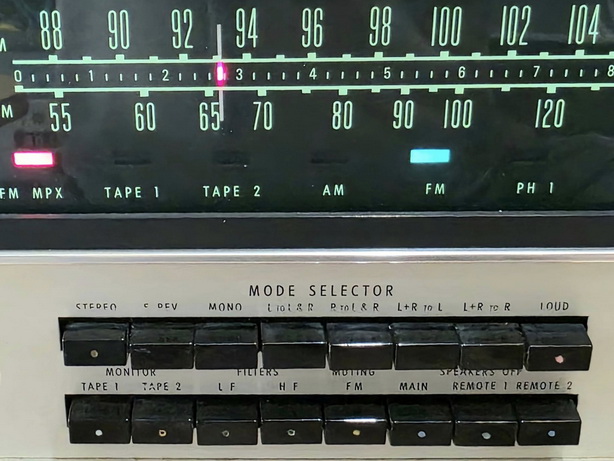 M 88 90 92 94 96 98 100 102 104
0 1 2 3 4 5 6 7 8
M 55 60 65 70 80 90 100 120
FM MPX TAPE 1 TAPE 2 AM FM PH 1
MODE SELECTOR
STEREO S REV MONO L to L & R R to L & R L+R to L L+R to R LOUD
MONITOR FILTERS MUTING SPEAKERS OFF
TAPE 1 TAPE 2 L F H F FM MAIN REMOTE 1 REMOTE 2